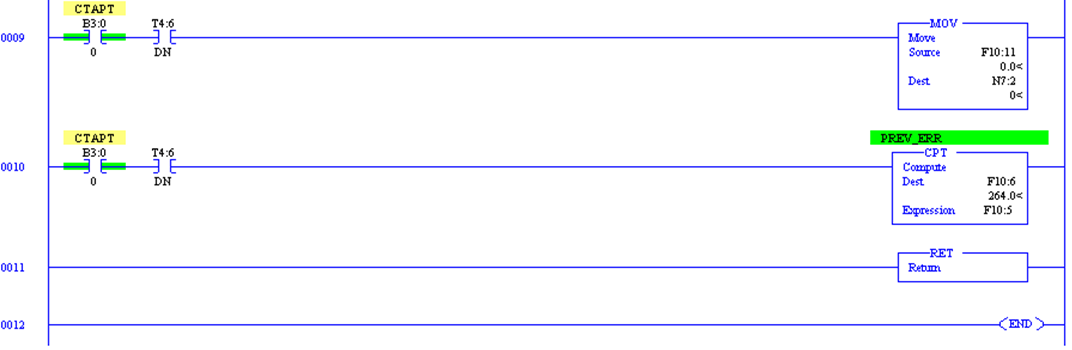 CTAPT
B3:0 T4:6 MOV
0009 Move
0 DN Source F10:11
0.0<
Dest N7:2
0<
CTAPT PREV_ERR
B3:0 T4:6 CPT
0010 Compute
0 DN Dest F10:6
264.0<
Expression F10:5
RET
0011 Return
0012 END